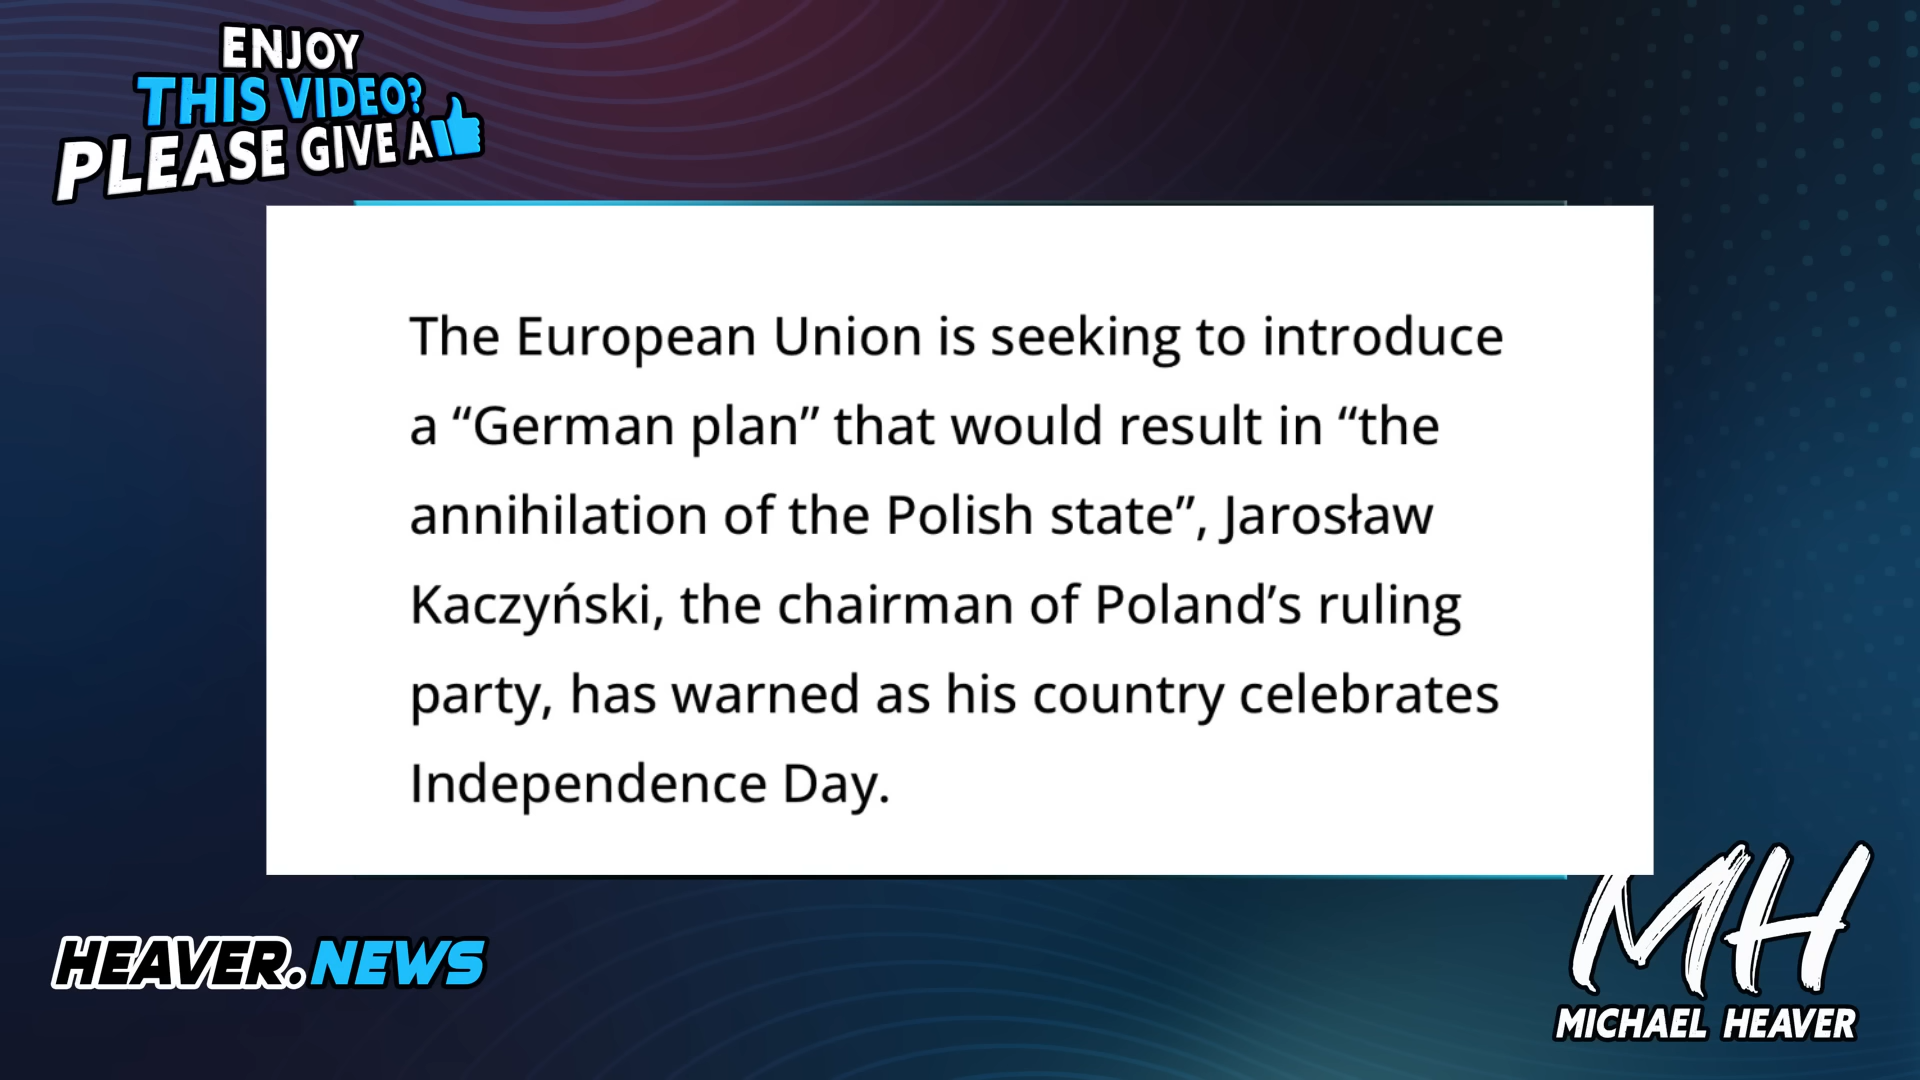 ENJOY
THIS VIDEO?
PLEASE GIVE A
The European Union is seeking to introduce
a “German plan” that would result in “the
annihilation of the Polish state”, Jarosław
Kaczyński, the chairman of Poland’s ruling
party, has warned as his country celebrates
Independence Day.
HEAVER.NEWS
MH
MICHAEL HEAVER